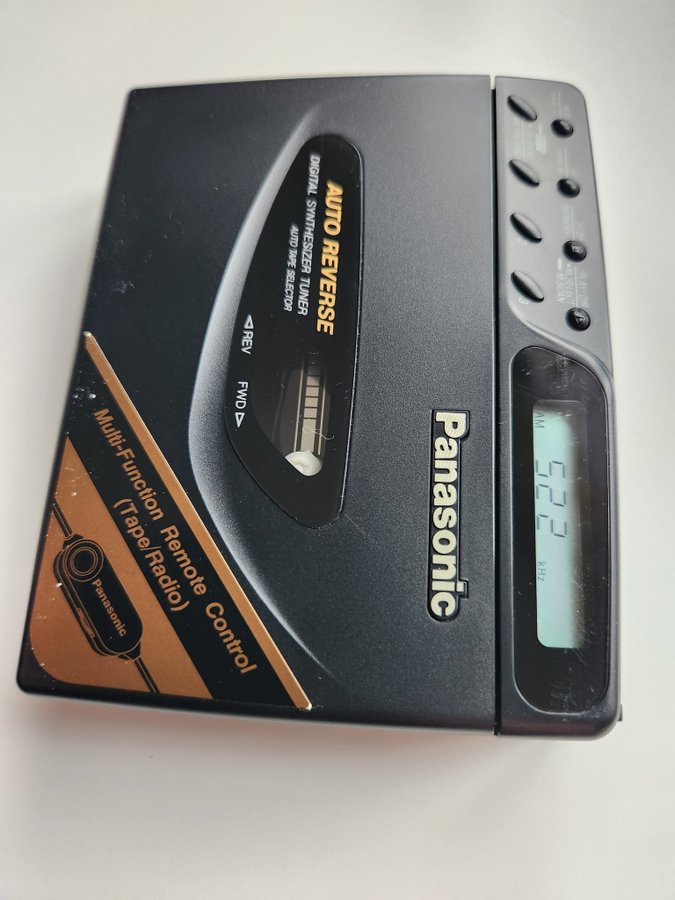 AUTO REVERSE
DIGITAL SYNTHESIZER TUNER
AUTO TAPE SELECTOR
◁REV
FWD▷
Panasonic
AM 522 kHz
Multi-Function Remote Control
(Tape/Radio)
Panasonic